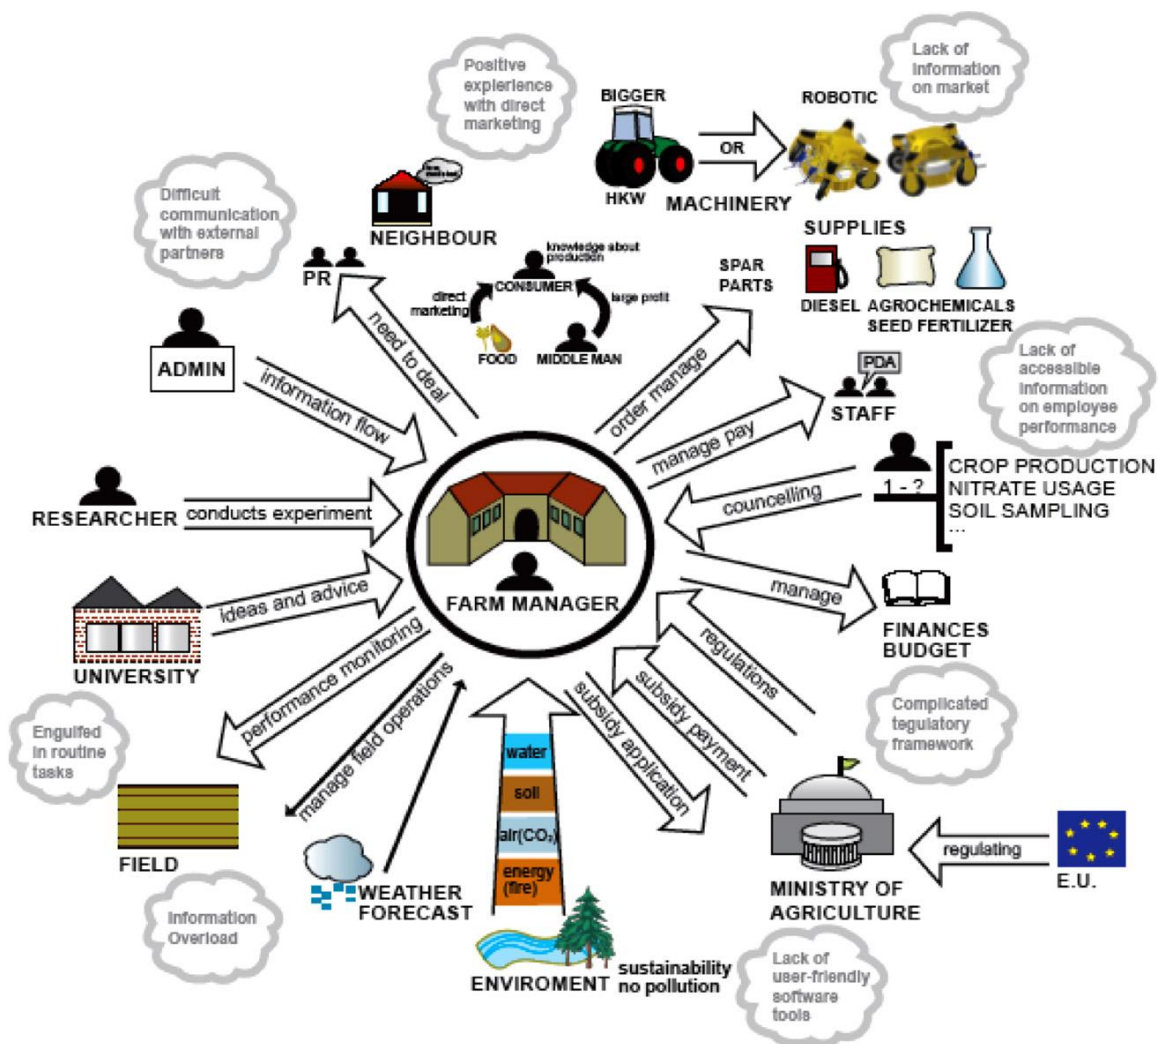 Positive
explerience
with direct
marketing
Lack of
information
on market
BIGGER
ROBOTIC
OR
HKW
MACHINERY
Difficult
communication
with external
partners
NEIGHBOUR
SUPPLIES
PR
knowledge about
production
CONSUMER
direct
marketing
large profit
FOOD
MIDDLE MAN
SPAR
PARTS
DIESEL
AGROCHEMICALS
SEED FERTILIZER
ADMIN
need to deal
information flow
order manage
manage pay
PDA
STAFF
Lack of
accessible
information
on employee
performance
RESEARCHER
conducts experiment
councelling
1 - ?
CROP PRODUCTION
NITRATE USAGE
SOIL SAMPLING
...
FARM MANAGER
UNIVERSITY
ideas and advice
manage
FINANCES
BUDGET
performance monitoring
manage field operations
regulations
subsidy payment
subsidy application
Engulfed
in routine
tasks
Complicated
tegulatory
framework
FIELD
water
soil
air(CO₂)
energy
(fire)
WEATHER
FORECAST
Information
Overload
MINISTRY OF
AGRICULTURE
regulating
E.U.
ENVIROMENT
sustainability
no pollution
Lack of
user-friendly
software
tools